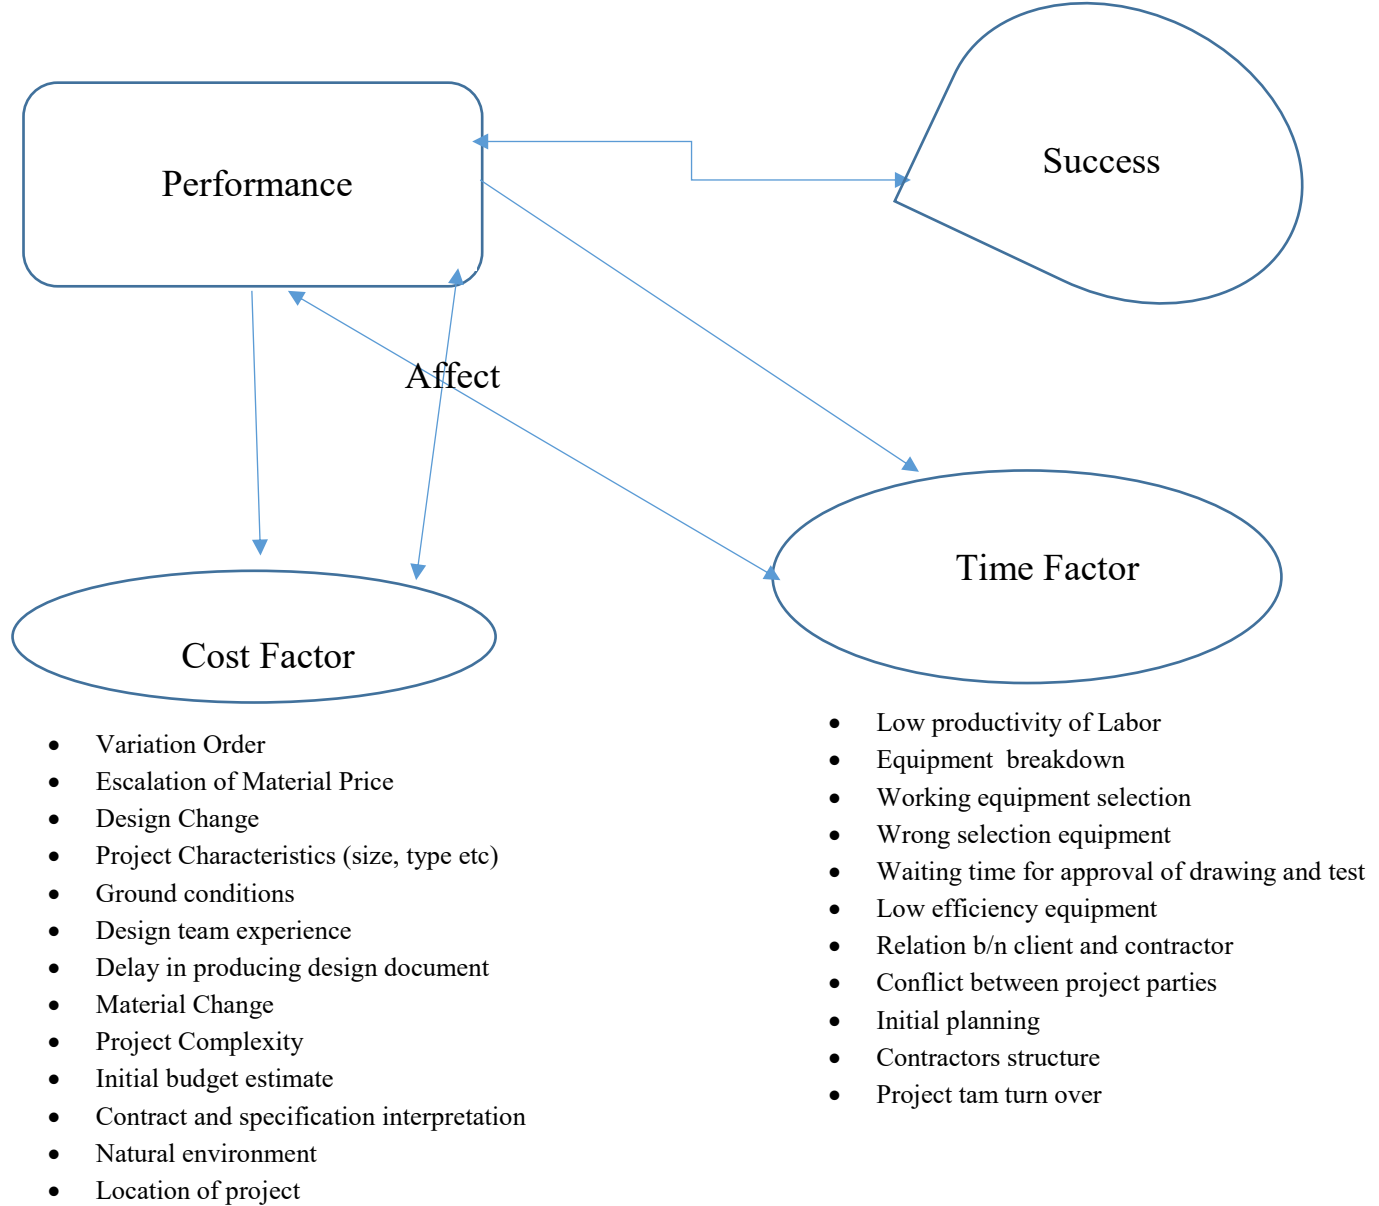 Performance
Success
Affect
Time Factor
Cost Factor
• Variation Order
• Escalation of Material Price
• Design Change
• Project Characteristics (size, type etc)
• Ground conditions
• Design team experience
• Delay in producing design document
• Material Change
• Project Complexity
• Initial budget estimate
• Contract and specification interpretation
• Natural environment
• Location of project
• Low productivity of Labor
• Equipment  breakdown
• Working equipment selection
• Wrong selection equipment
• Waiting time for approval of drawing and test
• Low efficiency equipment
• Relation b/n client and contractor
• Conflict between project parties
• Initial planning
• Contractors structure
• Project tam turn over